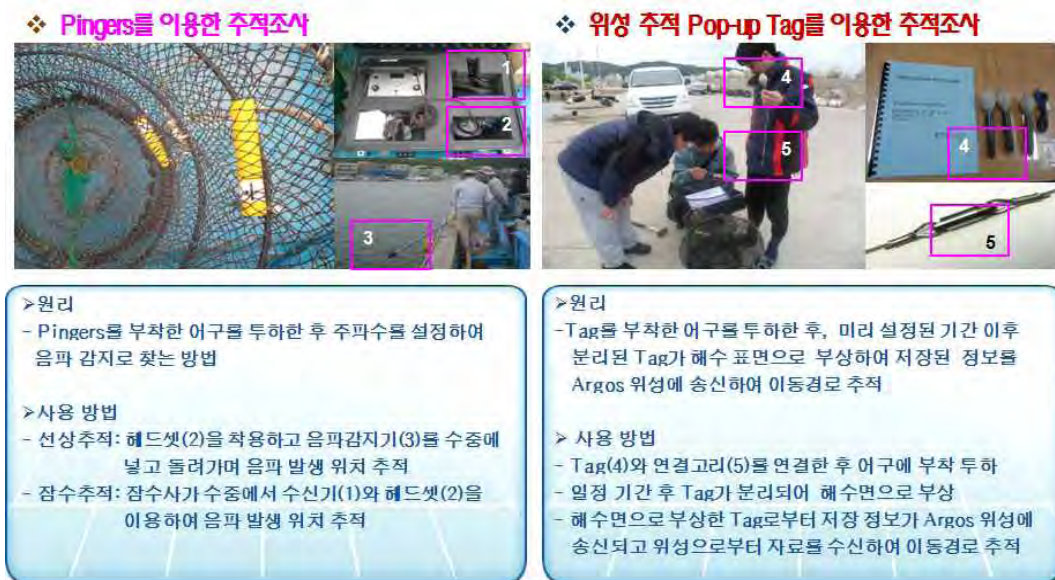 ❖ Pingers를 이용한 추적조사
1
2
3
➢원리
- Pingers를 부착한 어구를 투하한 후 주파수를 설정하여
음파 감지로 찾는 방법
➢사용 방법
- 선상추적: 헤드셋(2)을 착용하고 음파감지기(3)를 수중에
넣고 돌려가며 음파 발생 위치 추적
- 잠수추적: 잠수사가 수중에서 수신기(1)와 헤드셋(2)을
이용하여 음파 발생 위치 추적
❖ 위성 추적 Pop-up Tag를 이용한 추적조사
4
5
4
5
➢원리
-Tag를 부착한 어구를 투하한 후, 미리 설정된 기간 이후
분리된 Tag가 해수 표면으로 부상하여 저장된 정보를
Argos 위성에 송신하여 이동경로 추적
➢ 사용 방법
- Tag(4)와 연결고리(5)를 연결한 후 어구에 부착 투하
- 일정 기간 후 Tag가 분리되어 해수면으로 부상
- 해수면으로 부상한 Tag로부터 저장 정보가 Argos 위성에
송신되고 위성으로부터 자료를 수신하여 이동경로 추적